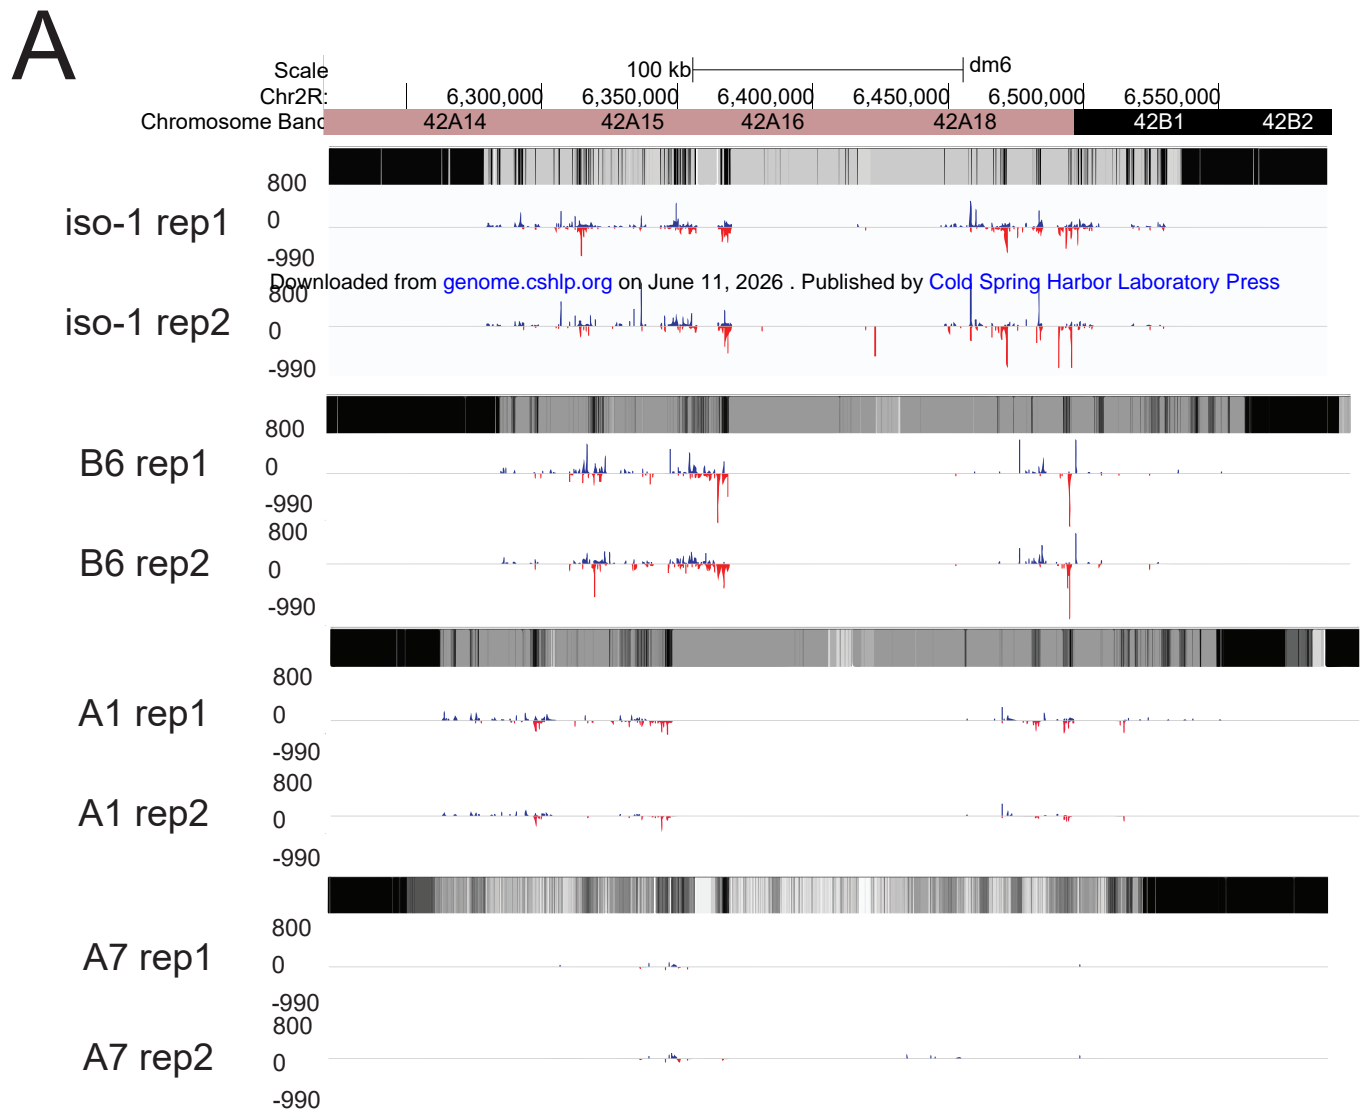 A
Scale 100 kb dm6
Chr2R: 6,300,000 6,350,000 6,400,000 6,450,000 6,500,000 6,550,000
Chromosome Band 42A14 42A15 42A16 42A18 42B1 42B2
800
iso-1 rep1 0
-990
Downloaded from genome.cshlp.org on June 11, 2026 . Published by Cold Spring Harbor Laboratory Press
800
iso-1 rep2 0
-990
800
B6 rep1 0
-990
800
B6 rep2 0
-990
800
A1 rep1 0
-990
800
A1 rep2 0
-990
800
A7 rep1 0
-990
800
A7 rep2 0
-990